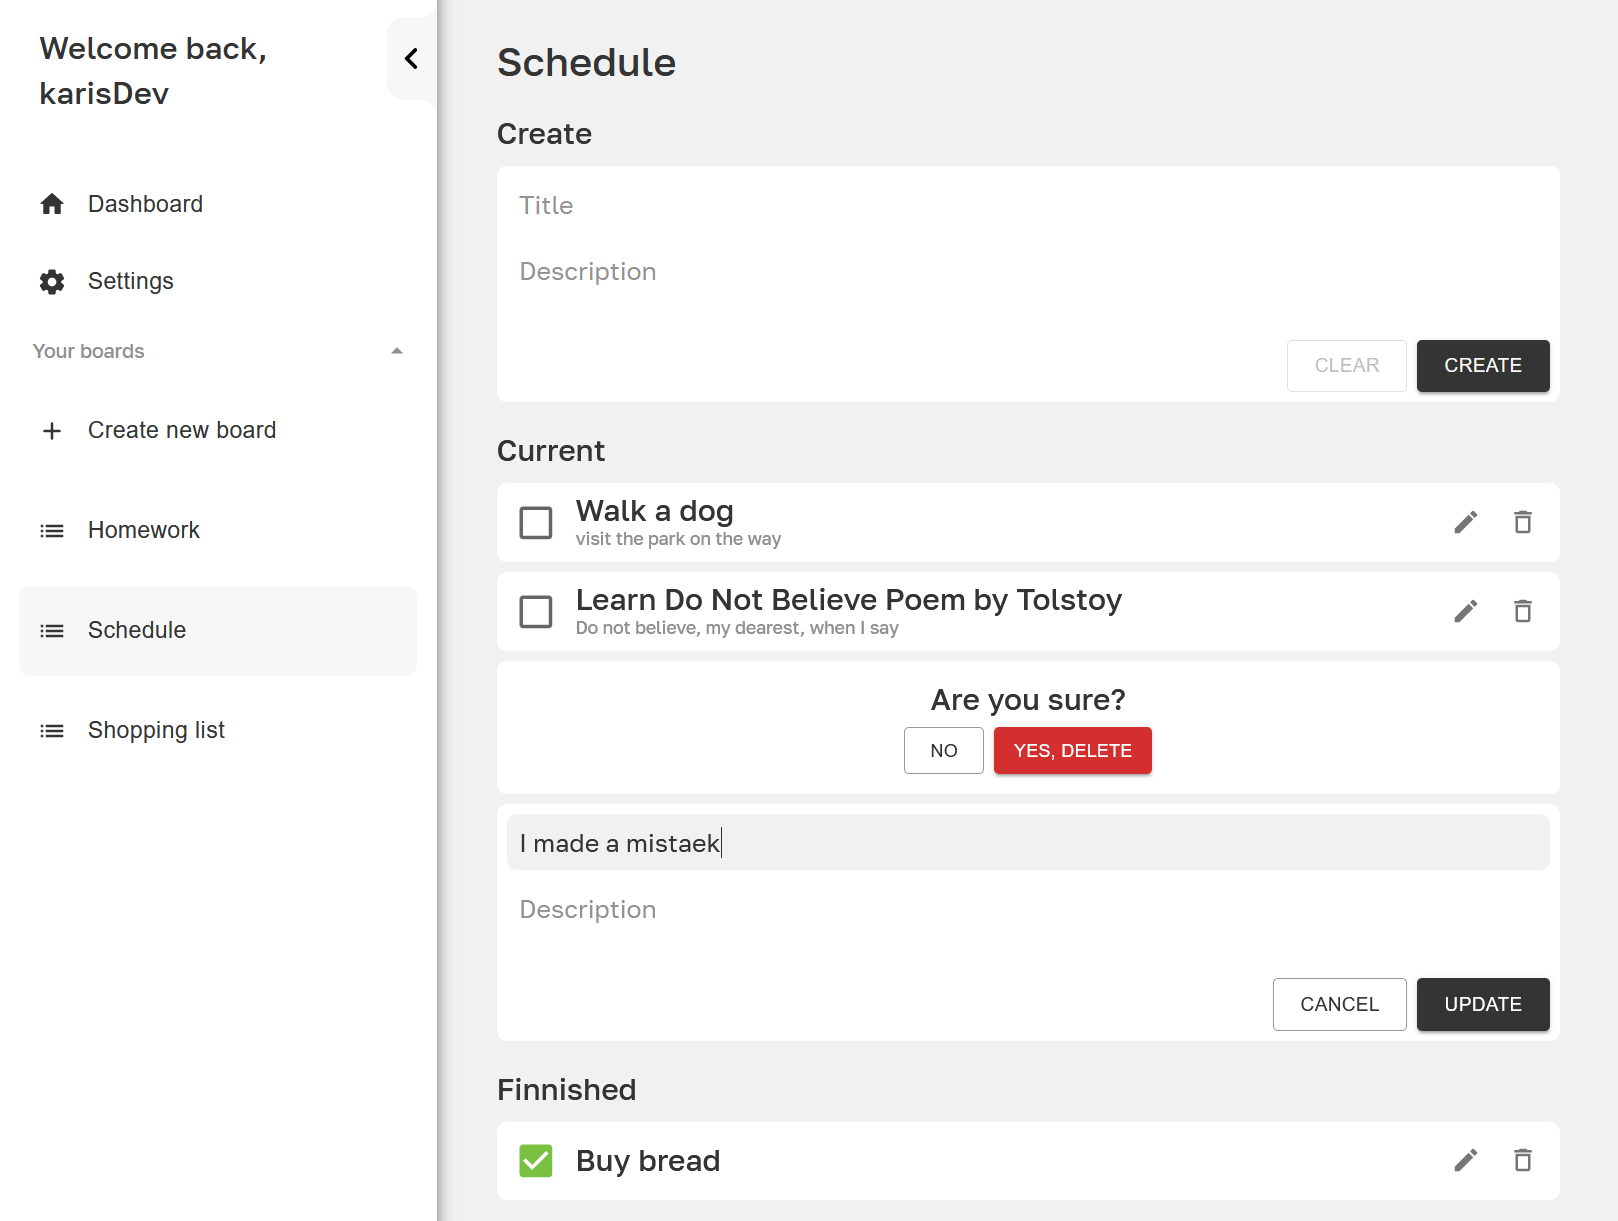 Welcome back,
karisDev
Dashboard
Settings
Your boards
Create new board
Homework
Schedule
Shopping list
Schedule
Create
Title
Description
CLEAR
CREATE
Current
Walk a dog
visit the park on the way
Learn Do Not Believe Poem by Tolstoy
Do not believe, my dearest, when I say
Are you sure?
NO
YES, DELETE
I made a mistaek
Description
CANCEL
UPDATE
Finnished
Buy bread